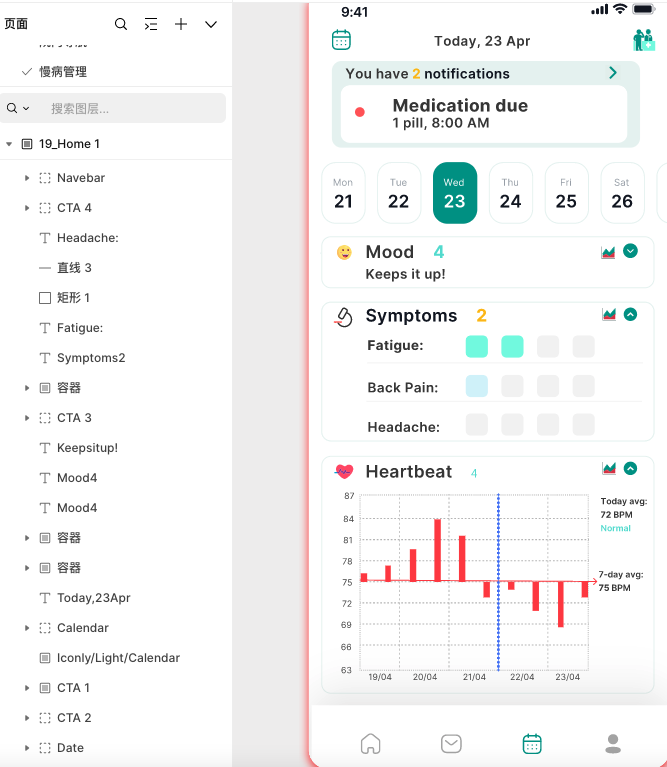 页面
慢病管理
搜索图层...
19_Home 1
Navebar
CTA 4
Headache:
直线 3
矩形 1
Fatigue:
Symptoms2
容器
CTA 3
Keepsitup!
Mood4
Mood4
容器
容器
Today,23Apr
Calendar
Iconly/Light/Calendar
CTA 1
CTA 2
Date
9:41
Today, 23 Apr
You have 2 notifications
Medication due
1 pill, 8:00 AM
Mon Tue Wed Thu Fri Sat
21 22 23 24 25 26
Mood 4
Keeps it up!
Symptoms 2
Fatigue:
Back Pain:
Headache:
Heartbeat 4
87
84
81
78
75
72
69
66
63
19/04 20/04 21/04 22/04 23/04
Today avg:
72 BPM
Normal
7-day avg:
75 BPM